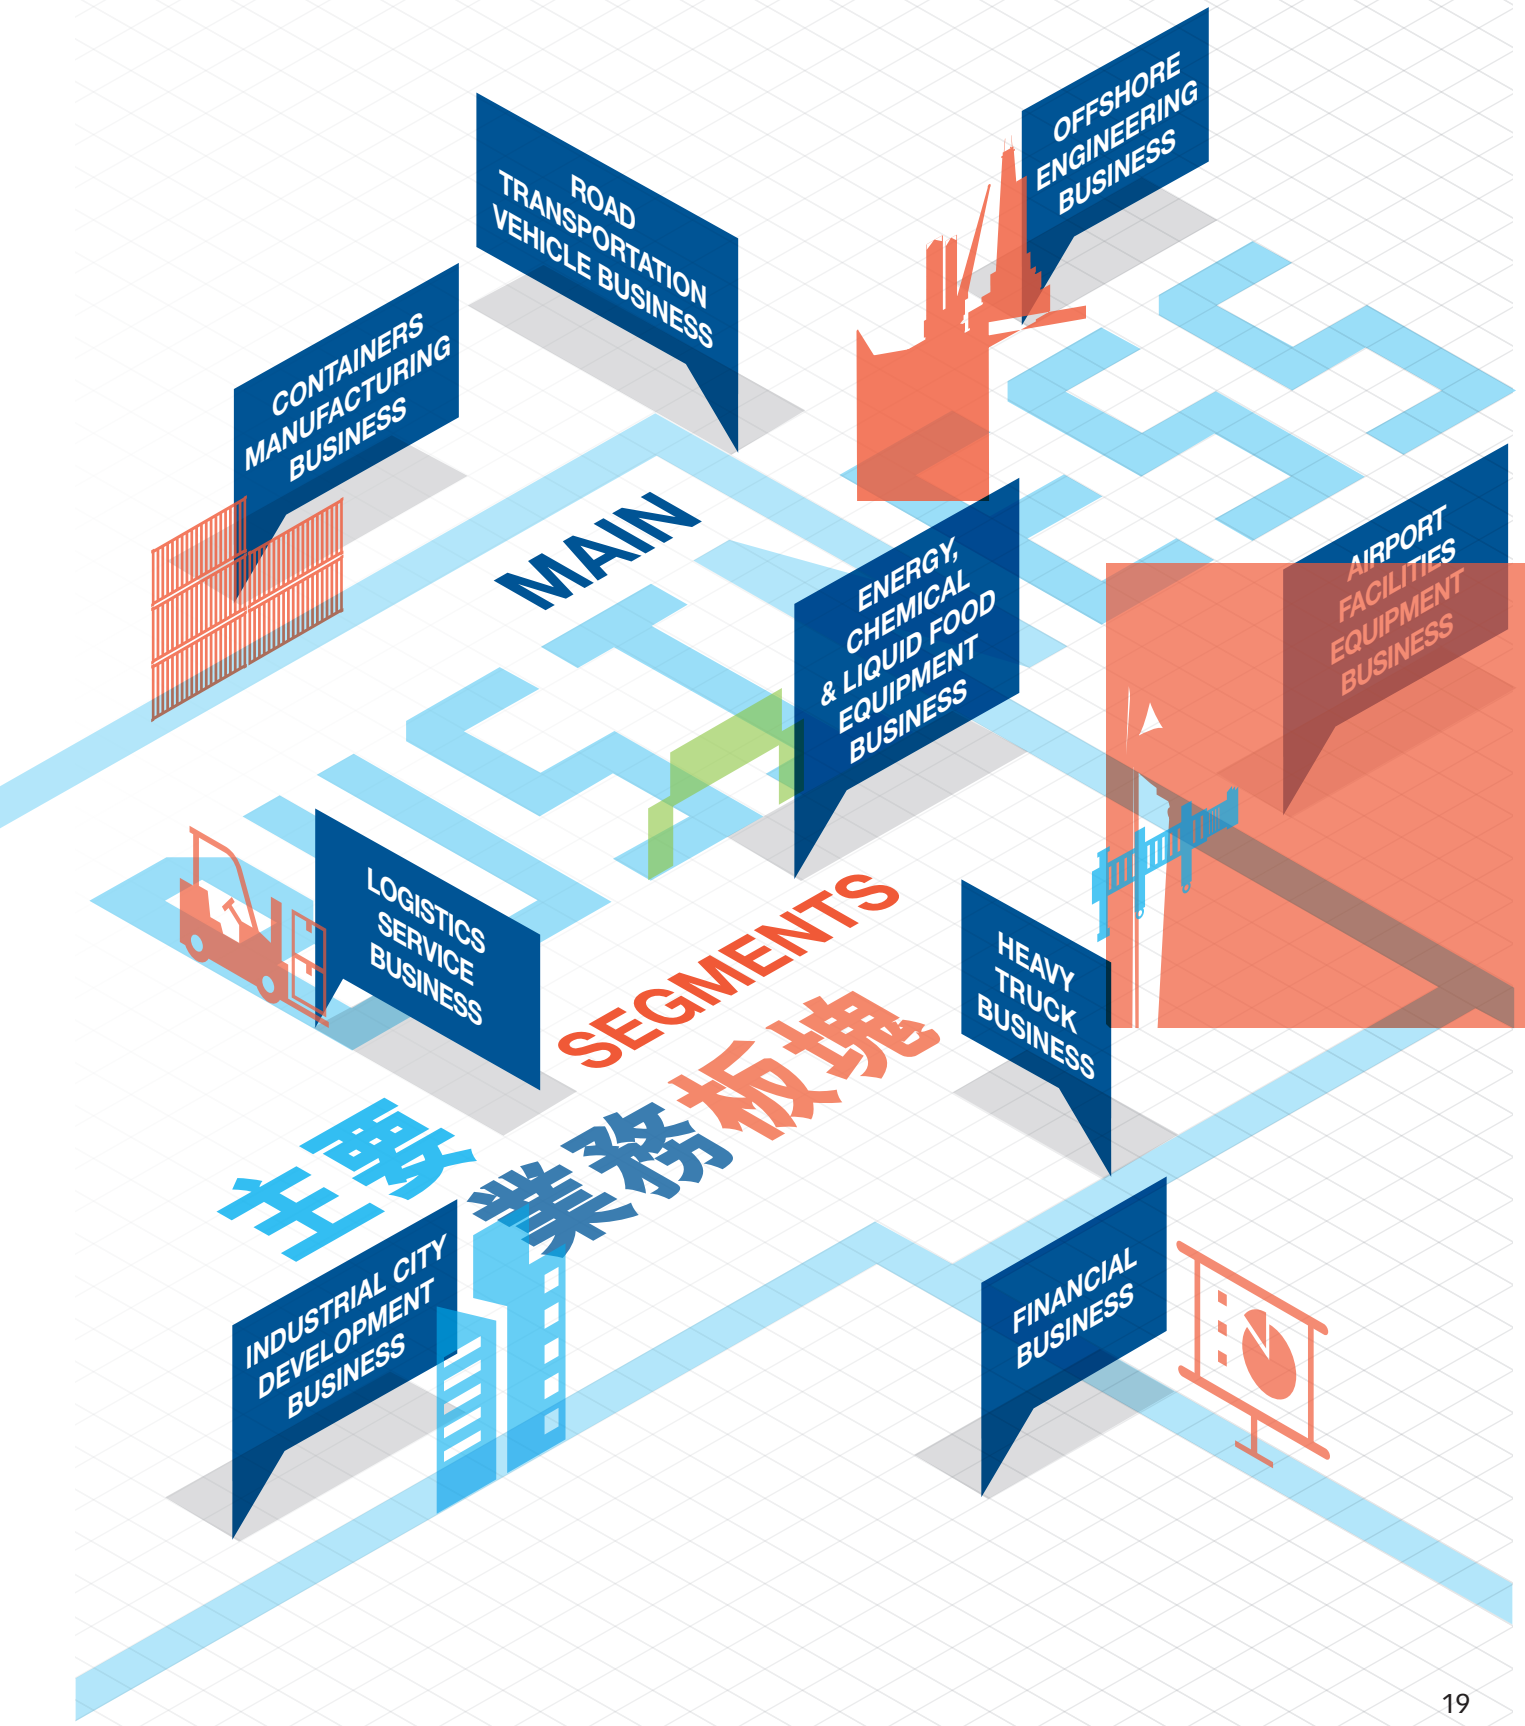 OFFSHORE
ENGINEERING
BUSINESS
ROAD
TRANSPORTATION
VEHICLE BUSINESS
CONTAINERS
MANUFACTURING
BUSINESS
MAIN
BUSINESS
ENERGY,
CHEMICAL
& LIQUID FOOD
EQUIPMENT
BUSINESS
AIRPORT
FACILITIES
EQUIPMENT
BUSINESS
LOGISTICS
SERVICE
BUSINESS
SEGMENTS
HEAVY
TRUCK
BUSINESS
主要
業務
板塊
INDUSTRIAL CITY
DEVELOPMENT
BUSINESS
FINANCIAL
BUSINESS
19